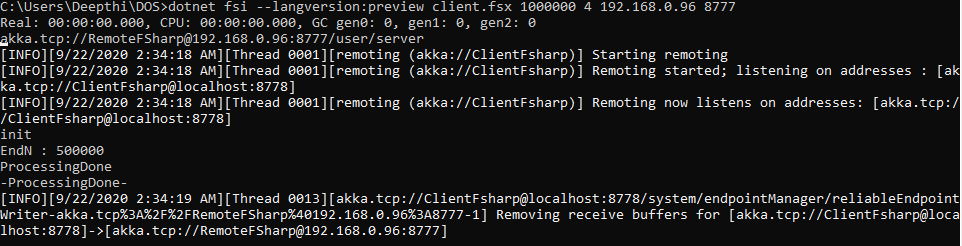 C:\Users\Deepthi\DOS>dotnet fsi --langversion:preview client.fsx 1000000 4 192.168.0.96 8777
Real: 00:00:00.000, CPU: 00:00:00.000, GC gen0: 0, gen1: 0, gen2: 0
akka.tcp://RemoteFSharp@192.168.0.96:8777/user/server
[INFO][9/22/2020 2:34:18 AM][Thread 0001][remoting (akka://ClientFsharp)] Starting remoting
[INFO][9/22/2020 2:34:18 AM][Thread 0001][remoting (akka://ClientFsharp)] Remoting started; listening on addresses : [ak
ka.tcp://ClientFsharp@localhost:8778]
[INFO][9/22/2020 2:34:18 AM][Thread 0001][remoting (akka://ClientFsharp)] Remoting now listens on addresses: [akka.tcp:/
/ClientFsharp@localhost:8778]
init
EndN : 500000
ProcessingDone
-ProcessingDone-
[INFO][9/22/2020 2:34:19 AM][Thread 0013][akka.tcp://ClientFsharp@localhost:8778/system/endpointManager/reliableEndpoint
Writer-akka.tcp%3A%2F%2FRemoteFSharp%40192.168.0.96%3A8777-1] Removing receive buffers for [akka.tcp://ClientFsharp@loca
lhost:8778]->[akka.tcp://RemoteFSharp@192.168.0.96:8777]